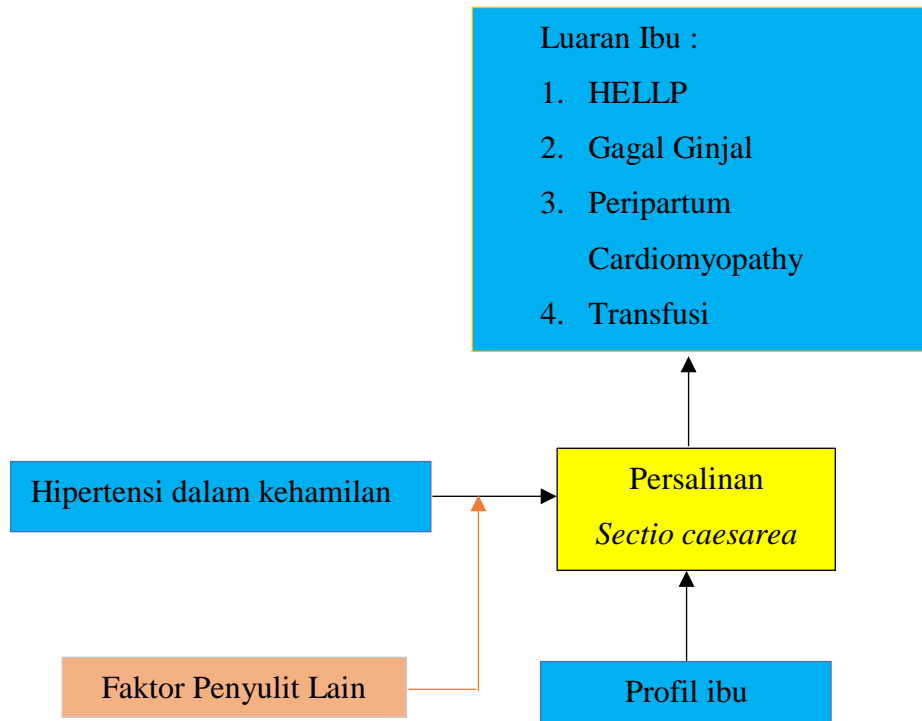 Luaran Ibu :
1. HELLP
2. Gagal Ginjal
3. Peripartum
Cardiomyopathy
4. Transfusi
Hipertensi dalam kehamilan
Persalinan
Sectio caesarea
Faktor Penyulit Lain
Profil ibu